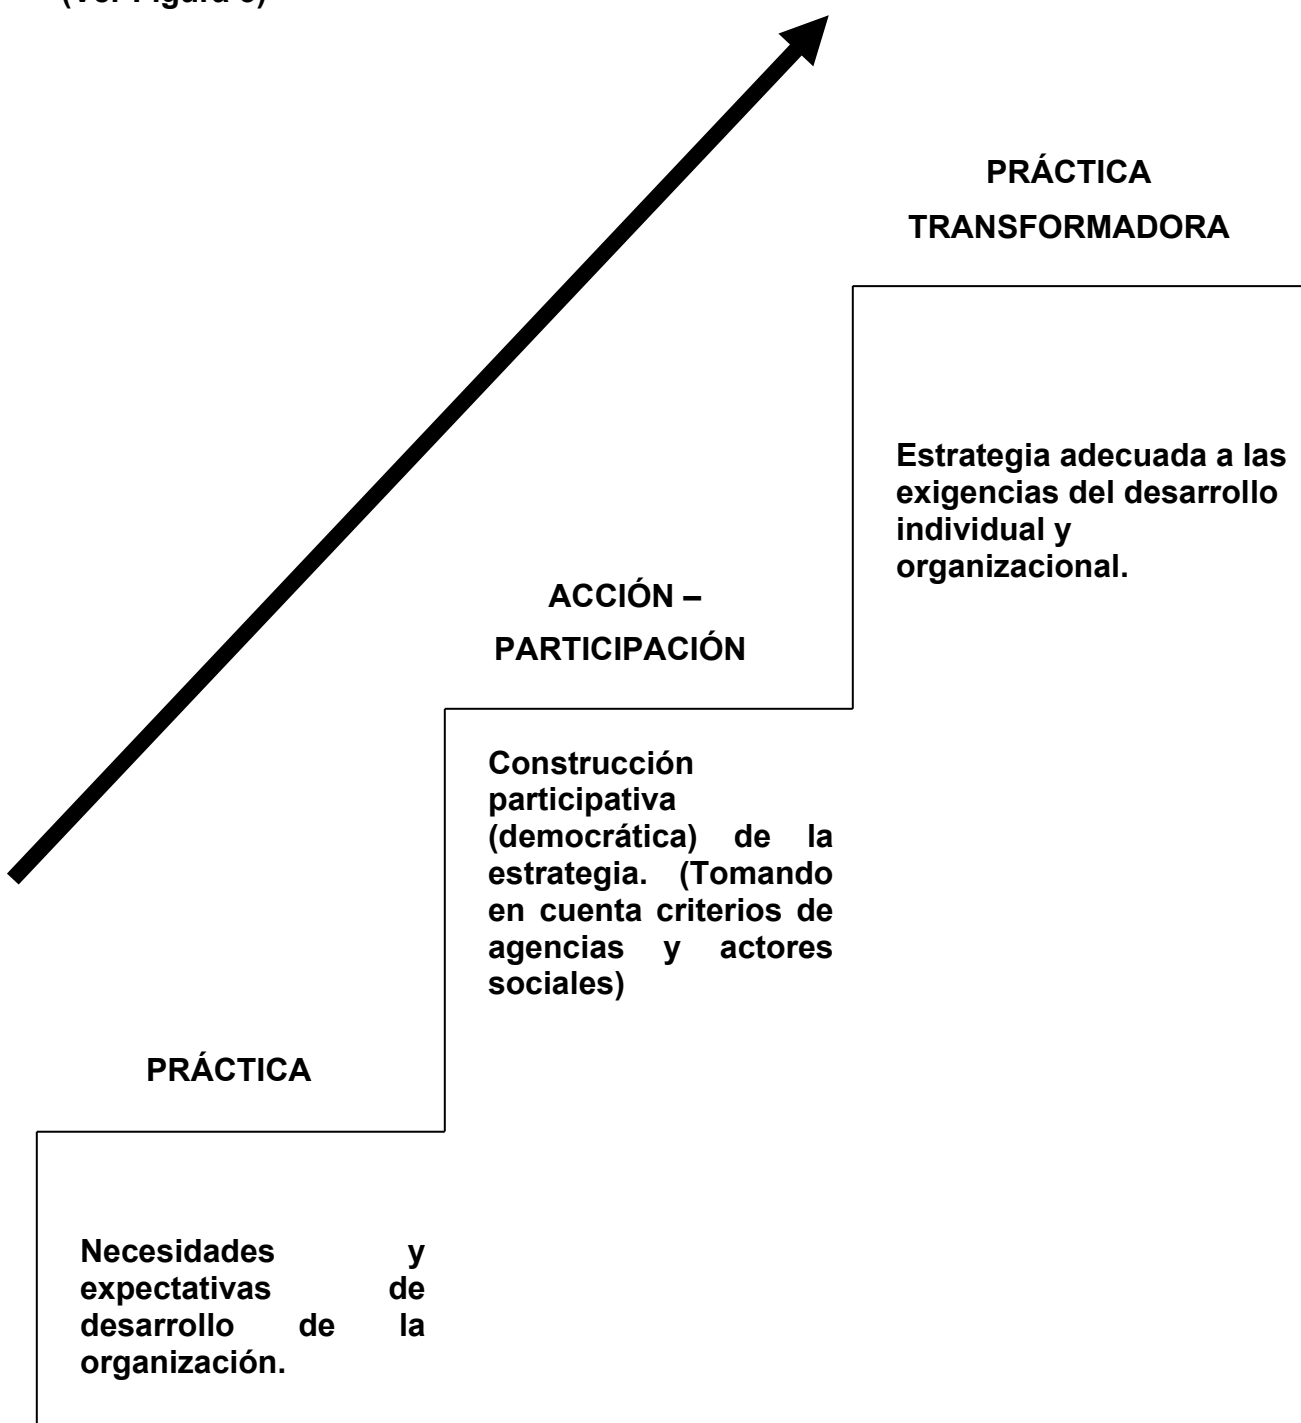 PRÁCTICA
TRANSFORMADORA
Estrategia adecuada a las
exigencias del desarrollo
individual y
organizacional.
ACCIÓN –
PARTICIPACIÓN
Construcción
participativa
(democrática) de la
estrategia. (Tomando
en cuenta criterios de
agencias y actores
sociales)
PRÁCTICA
Necesidades y
expectativas de
desarrollo de la
organización.